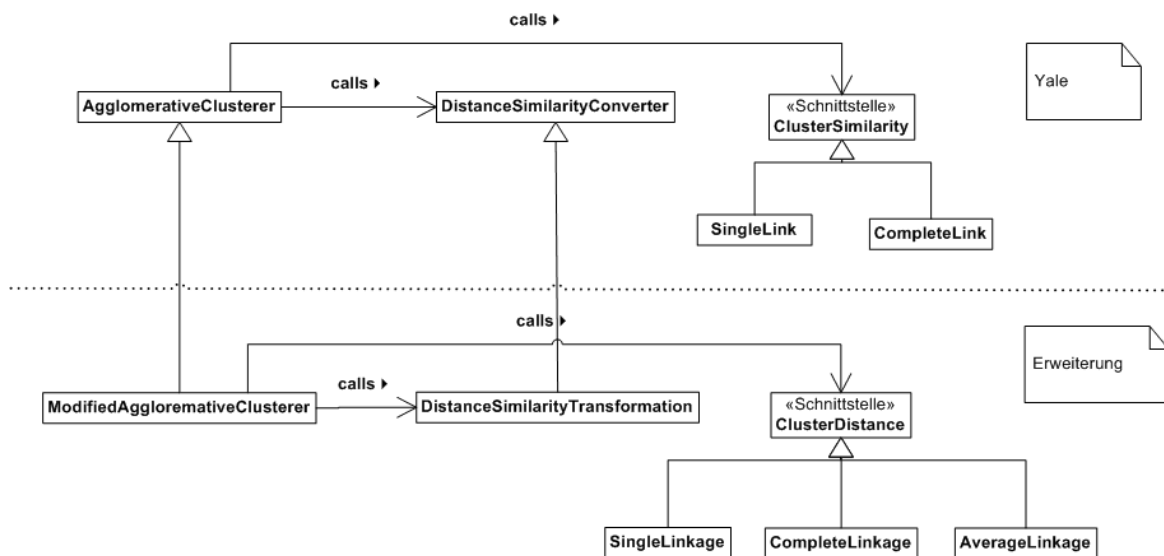 calls
calls
Yale
AgglomerativeClusterer
DistanceSimilarityConverter
«Schnittstelle»
ClusterSimilarity
SingleLink
CompleteLink
calls
Erweiterung
calls
ModifiedAggloremativeClusterer
DistanceSimilarityTransformation
«Schnittstelle»
ClusterDistance
SingleLinkage
CompleteLinkage
AverageLinkage